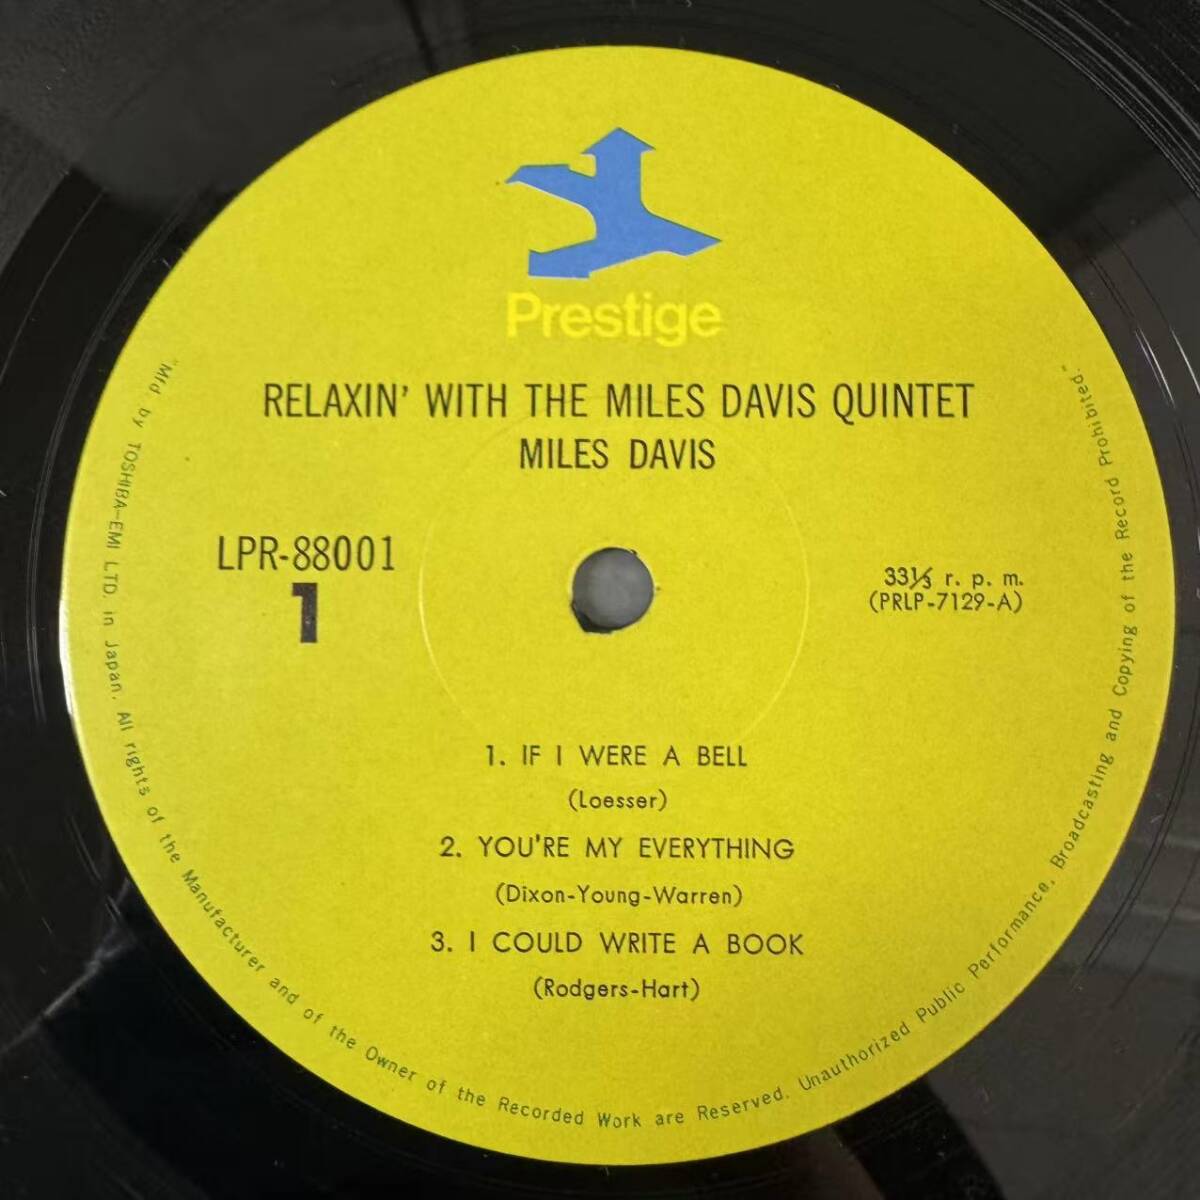 Prestige
RELAXIN' WITH THE MILES DAVIS QUINTET
MILES DAVIS
LPR-88001
1
33⅓ r. p. m.
(PRLP-7129-A)
1. IF I WERE A BELL
(Loesser)
2. YOU'RE MY EVERYTHING
(Dixon-Young-Warren)
3. I COULD WRITE A BOOK
(Rodgers-Hart)
"Mfd. by TOSHIBA-EMI LTD. in Japan. All rights of the Manufacturer and of the Owner of the Recorded Work are Reserved. Unauthorized Public Performance. Broadcasting and Copying of the Record Prohibited."